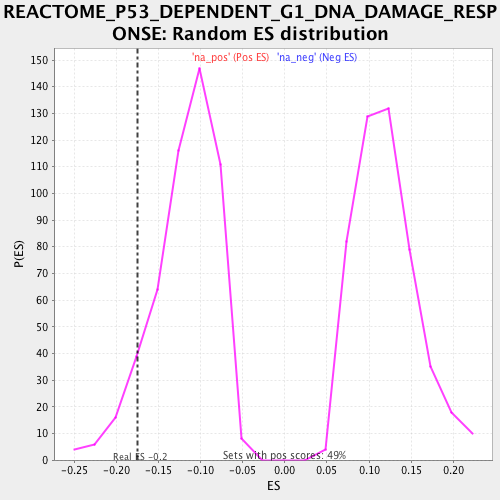 REACTOME_P53_DEPENDENT_G1_DNA_DAMAGE_RESP
ONSE: Random ES distribution
'na_pos' (Pos ES) 'na_neg' (Neg ES)
P(ES)
150
140
130
120
110
100
90
80
70
60
50
40
30
20
10
0
Real ES -0.2
Sets with pos scores: 49%
-0.25 -0.20 -0.15 -0.10 -0.05 0.00 0.05 0.10 0.15 0.20
ES